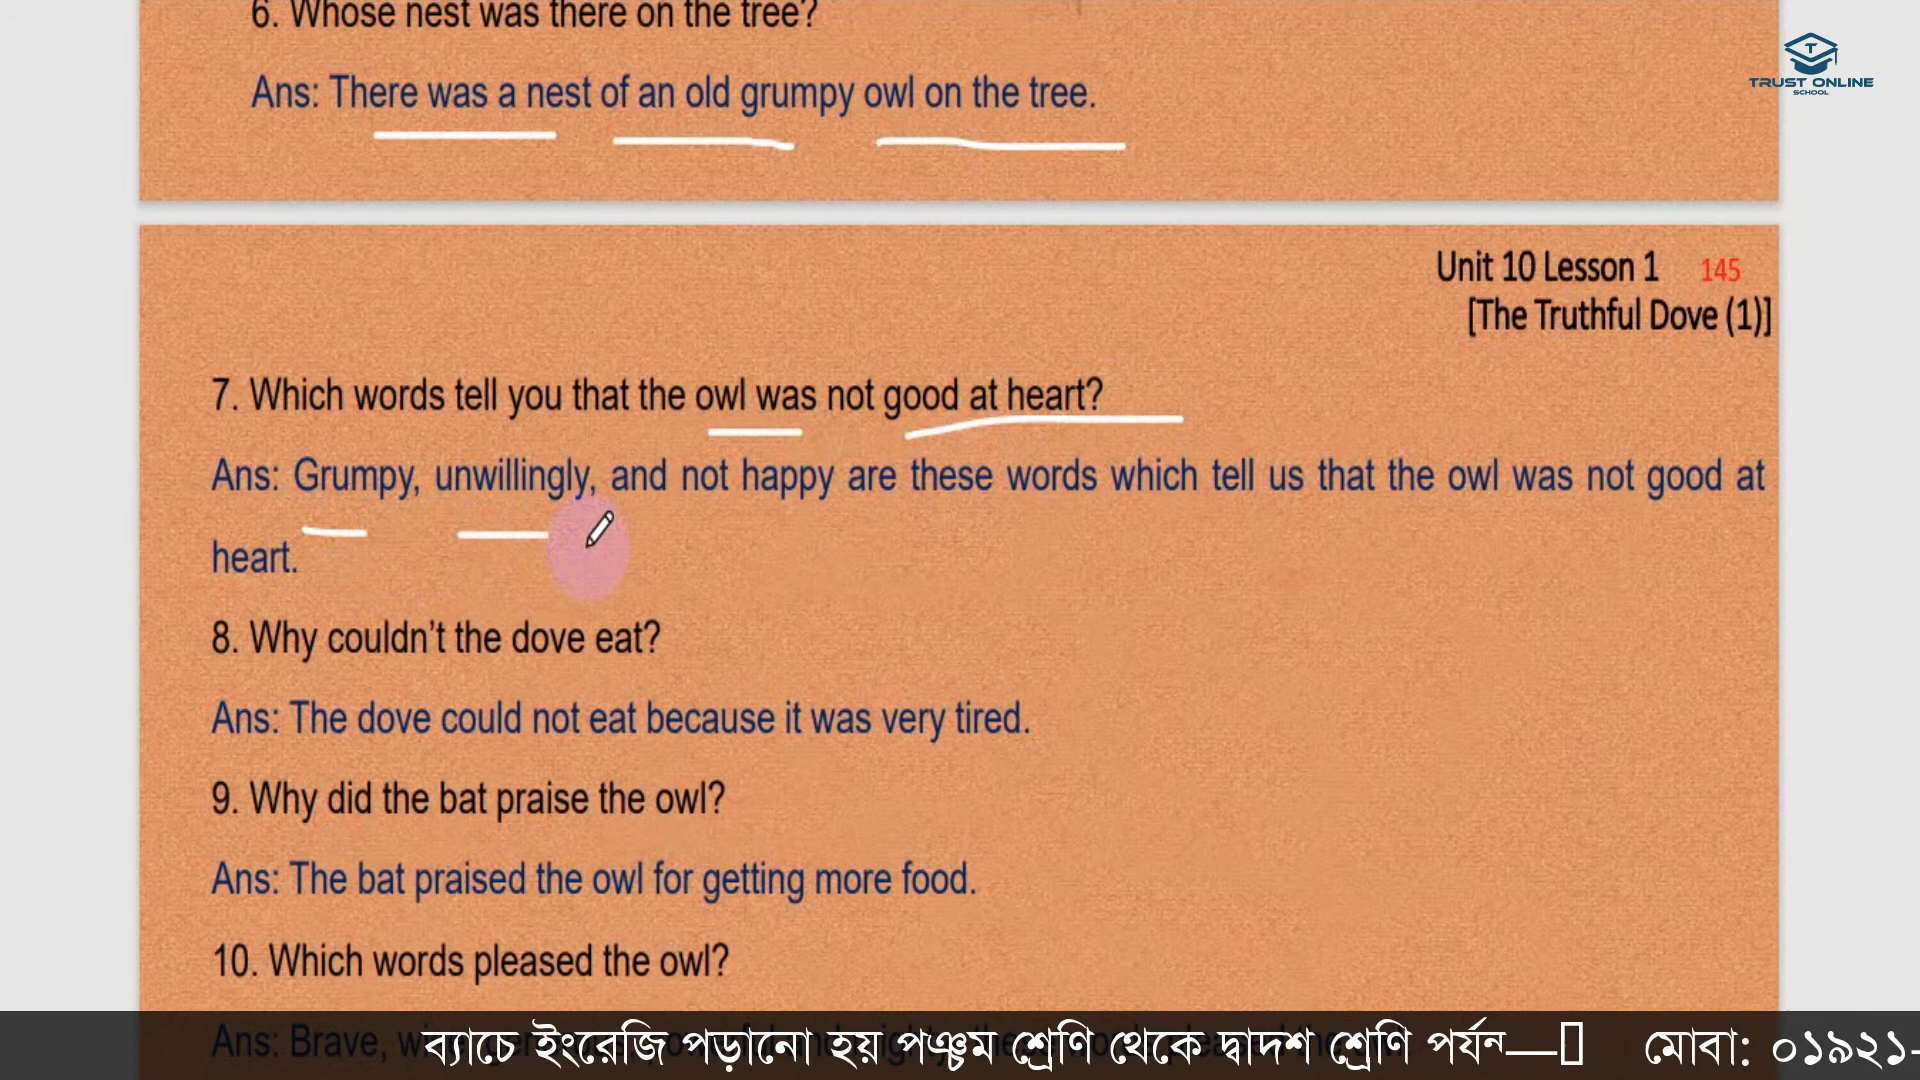 6. Whose nest was there on the tree?
TRUST ONLINE
SCHOOL
Ans: There was a nest of an old grumpy owl on the tree.
Unit 10 Lesson 1 145
[The Truthful Dove (1)]
7. Which words tell you that the owl was not good at heart?
Ans: Grumpy, unwillingly, and not happy are these words which tell us that the owl was not good at
heart.
8. Why couldn’t the dove eat?
Ans: The dove could not eat because it was very tired.
9. Why did the bat praise the owl?
Ans: The bat praised the owl for getting more food.
10. Which words pleased the owl?
Ans: Brave,
ব্যাচে ইংরেজি পড়ানো হয় পঞ্চম শ্রেণি থেকে দ্বাদশ শ্রেণি পর্যন— মোবা: ০১৯২১-